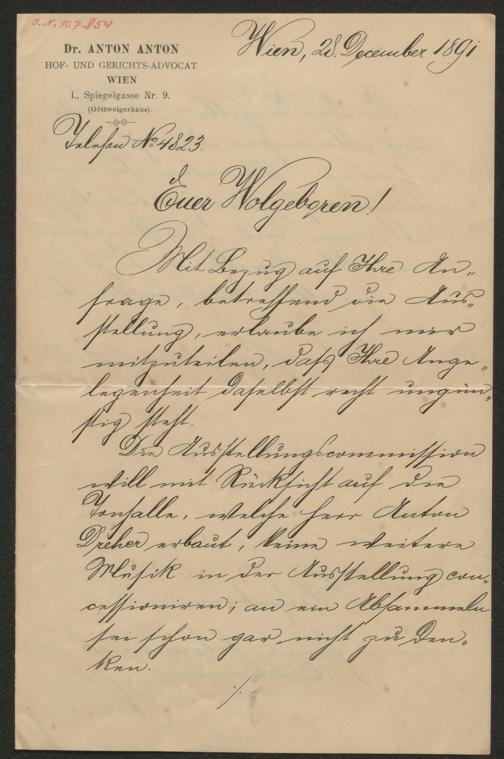 I.N. 107.854
Dr. ANTON ANTON
HOF- UND GERICHTS-ADVOCAT
WIEN
I., Spiegelgasse Nr. 9.
(Göttweigerhaus).
Telefon No 4823.
Wien, 28. December 1891
Euer Wolgeboren!
Mit Bezug auf Ihre An-
frage, betreffend die Aus-
stellung, erlaube ich mir
mitzuteilen, daß Ihre Ange-
legenheit daselbst recht ungün-
stig steht.
Die Ausstellungscommission
will mit Rücksicht auf die
Tonhalle, welche Herr Anton
Dreher erbaut, keine weitere
Musik in der Ausstellung con-
cessioniren; an ein Absammeln
sei schon gar nicht zu den-
ken.
./.